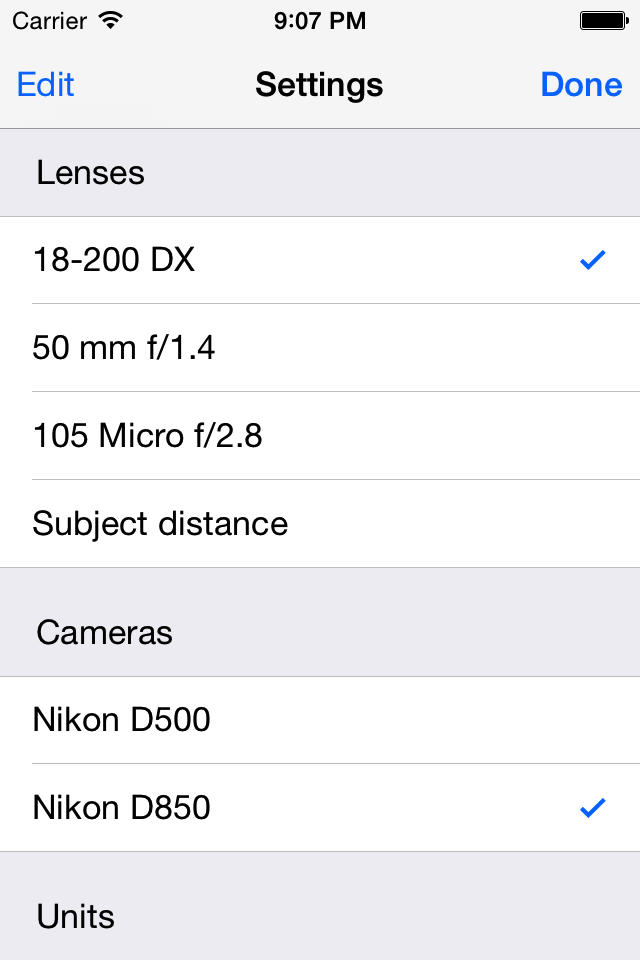 Carrier 9:07 PM
Edit Settings Done
Lenses
18-200 DX
50 mm f/1.4
105 Micro f/2.8
Subject distance
Cameras
Nikon D500
Nikon D850
Units